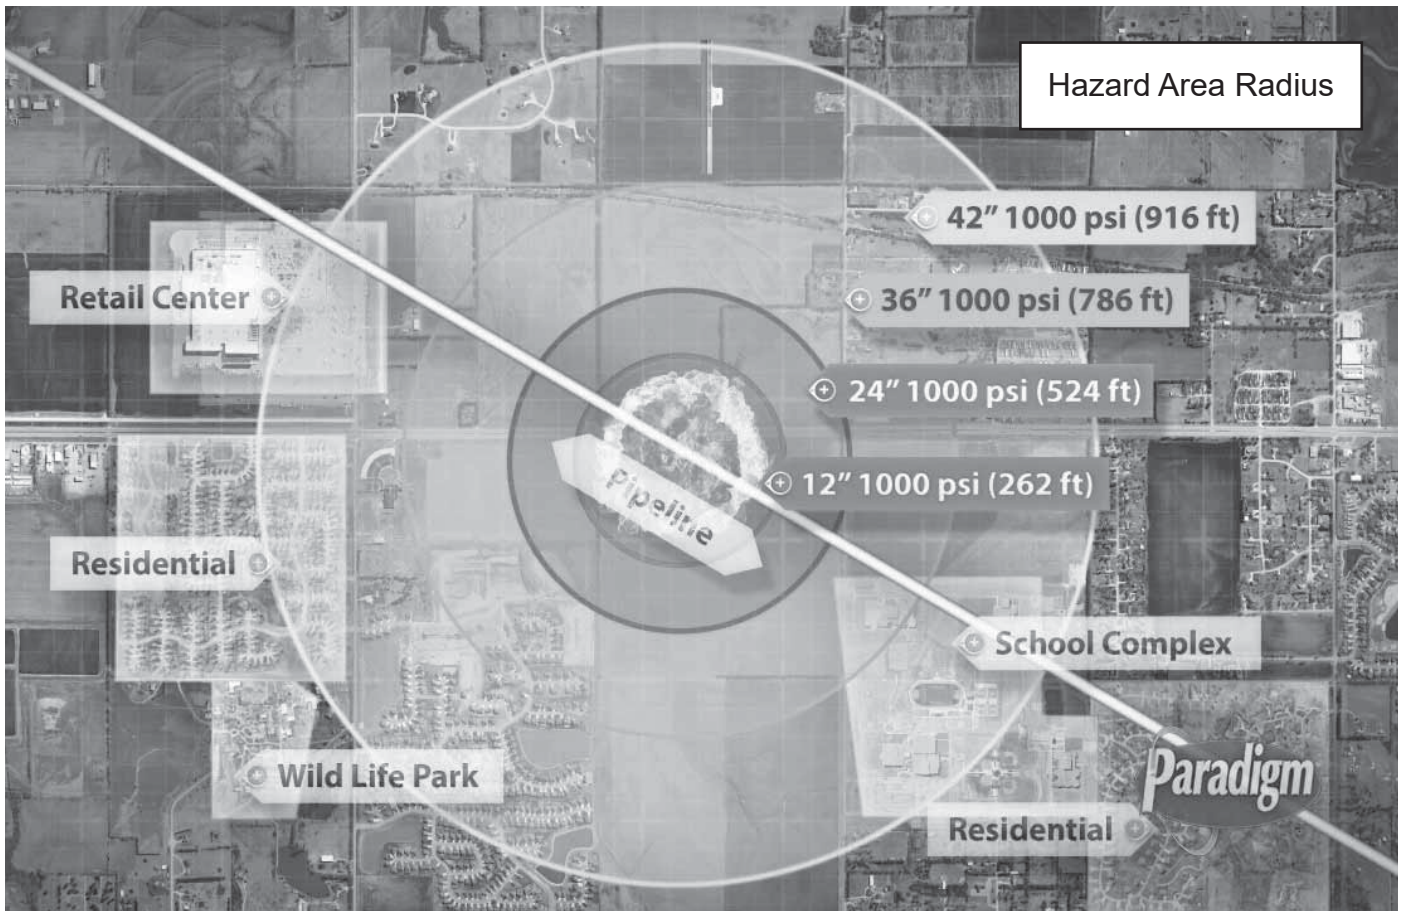 Hazard Area Radius
42” 1000 psi (916 ft)
Retail Center
36” 1000 psi (786 ft)
24” 1000 psi (524 ft)
12” 1000 psi (262 ft)
pipeline
Residential
School Complex
Wild Life Park
Paradigm
Residential